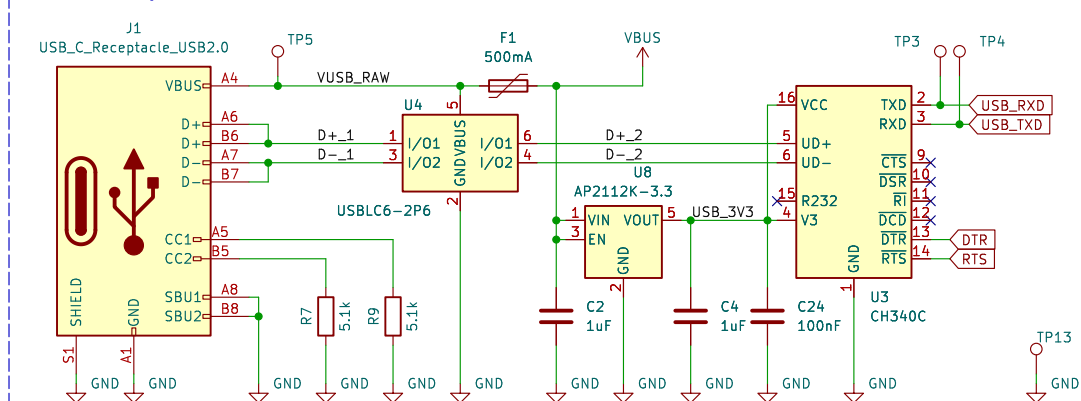 J1
USB_C_Receptacle_USB2.0
VBUS A4
D+ A6
D+ B6
D- A7
D- B7
CC1 A5
CC2 B5
SBU1 A8
SBU2 B8
SHIELD
GND
S1
A1
TP5
VUSB_RAW
F1
500mA
VBUS
U4
5
VBUS
1 I/O1 I/O1 6
3 I/O2 I/O2 4
GND
2
USBLC6-2P6
D+_1
D-_1
D+_2
D-_2
U8
AP2112K-3.3
1 VIN VOUT 5
3 EN
GND
2
USB_3V3
R7
5.1k
R9
5.1k
C2
1uF
C4
1uF
C24
100nF
TP3
TP4
16 VCC
5 UD+
6 UD-
15 R232
4 V3
TXD 2
RXD 3
CTS 9
DSR 10
RI 11
DCD 12
DTR 13
RTS 14
GND
1
U3
CH340C
USB_RXD
USB_TXD
DTR
RTS
TP13
GND
GND
GND
GND
GND
GND
GND
GND
GND
GND
GND